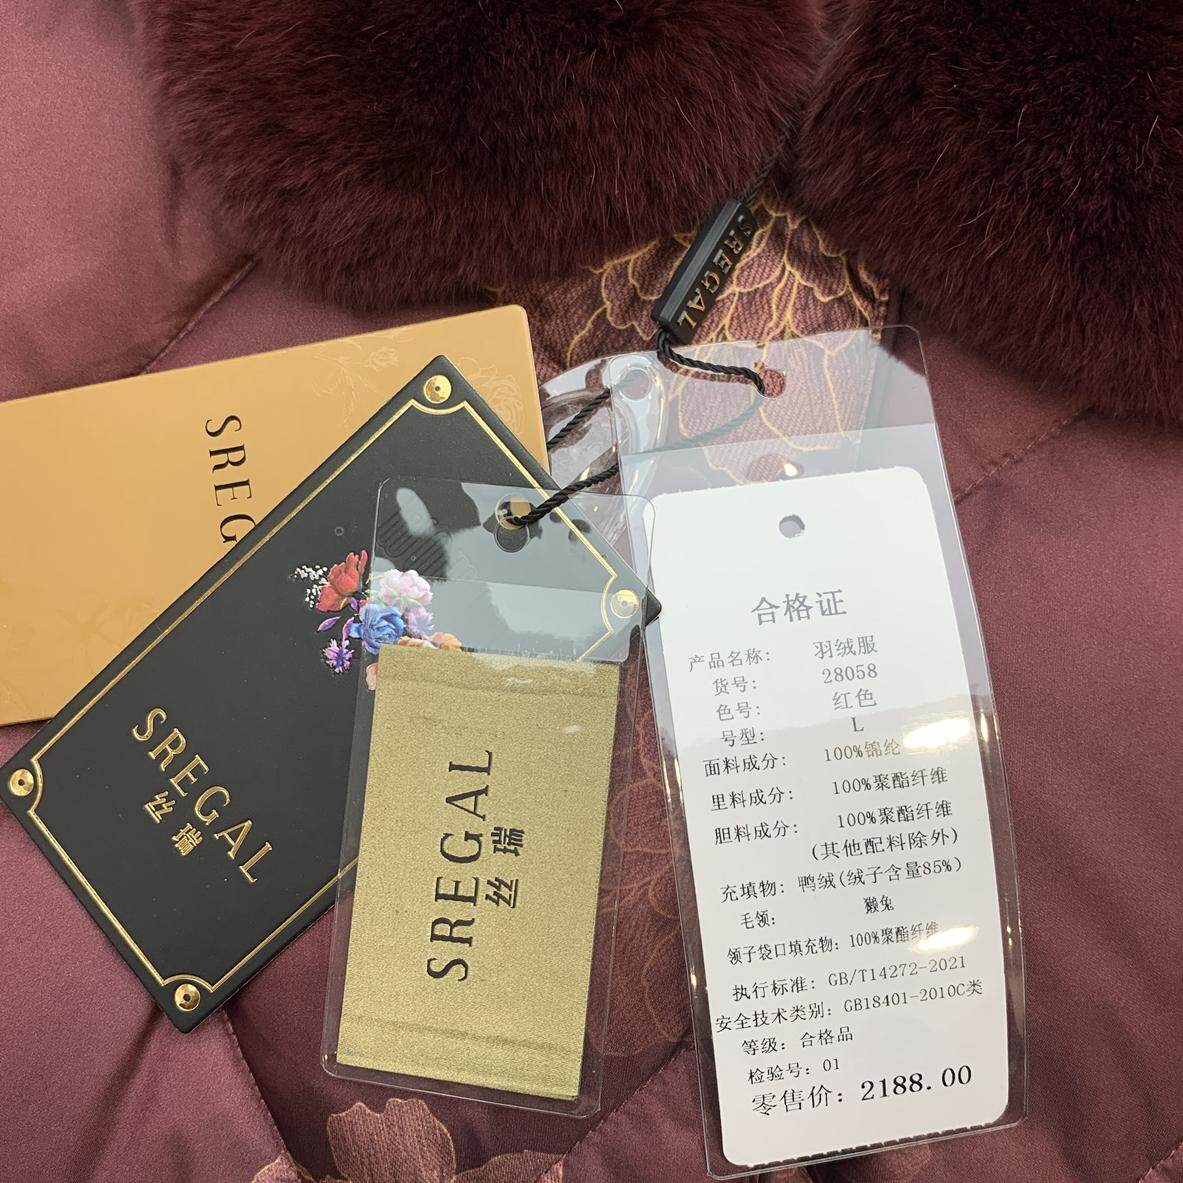 SREGAL
SREG
SREGAL
丝瑞
SREGAL
丝瑞
合格证
产品名称: 羽绒服
货号: 28058
色号: 红色
号型: L
面料成分: 100%锦纶
里料成分: 100%聚酯纤维
胆料成分: 100%聚酯纤维
(其他配料除外)
充填物: 鸭绒(绒子含量85%)
毛领: 獭兔
领子袋口填充物: 100%聚酯纤维
执行标准: GB/T14272-2021
安全技术类别: GB18401-2010C类
等级: 合格品
检验号: 01
零售价: 2188.00